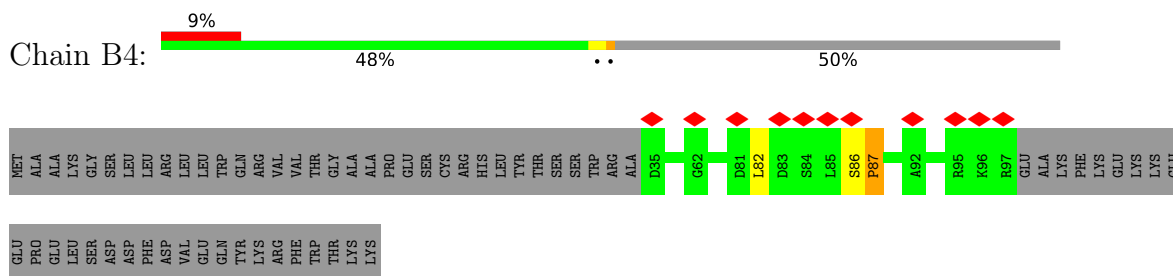 9%
Chain B4:
48%
50%
MET ALA ALA LYS GLY SER LEU LEU ARG LEU LEU TRP GLN ARG VAL VAL THR GLY ALA ALA PRO GLU SER CYS ARG HIS LEU TYR THR SER SER TRP ARG ALA D35 G62 D81 L82 D83 S84 L85 S86 P87 A92 R95 K96 R97 GLU ALA LYS PHE LYS GLU LYS LYS GLU
GLU PRO GLU LEU SER ASP ASP PHE ASP VAL GLU GLN TYR LYS ARG PHE TRP THR LYS LYS